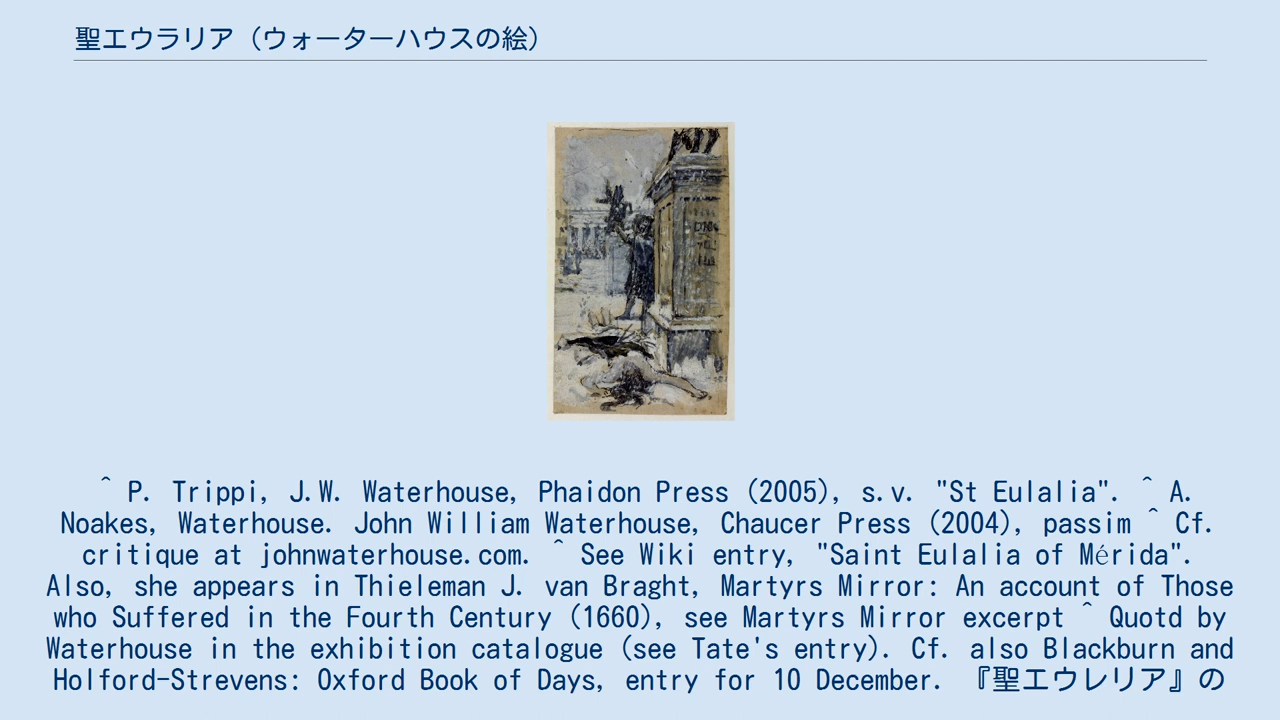 聖エウラリア（ウォーターハウスの絵）
^ P. Trippi, J.W. Waterhouse, Phaidon Press (2005), s.v. "St Eulalia". ^ A.
Noakes, Waterhouse. John William Waterhouse, Chaucer Press (2004), passim ^ Cf.
critique at johnwaterhouse.com. ^ See Wiki entry, "Saint Eulalia of Mérida".
Also, she appears in Thieleman J. van Braght, Martyrs Mirror: An account of Those
who Suffered in the Fourth Century (1660), see Martyrs Mirror excerpt ^ Quotd by
Waterhouse in the exhibition catalogue (see Tate's entry). Cf. also Blackburn and
Holford-Strevens: Oxford Book of Days, entry for 10 December. 『聖エウレリア』の